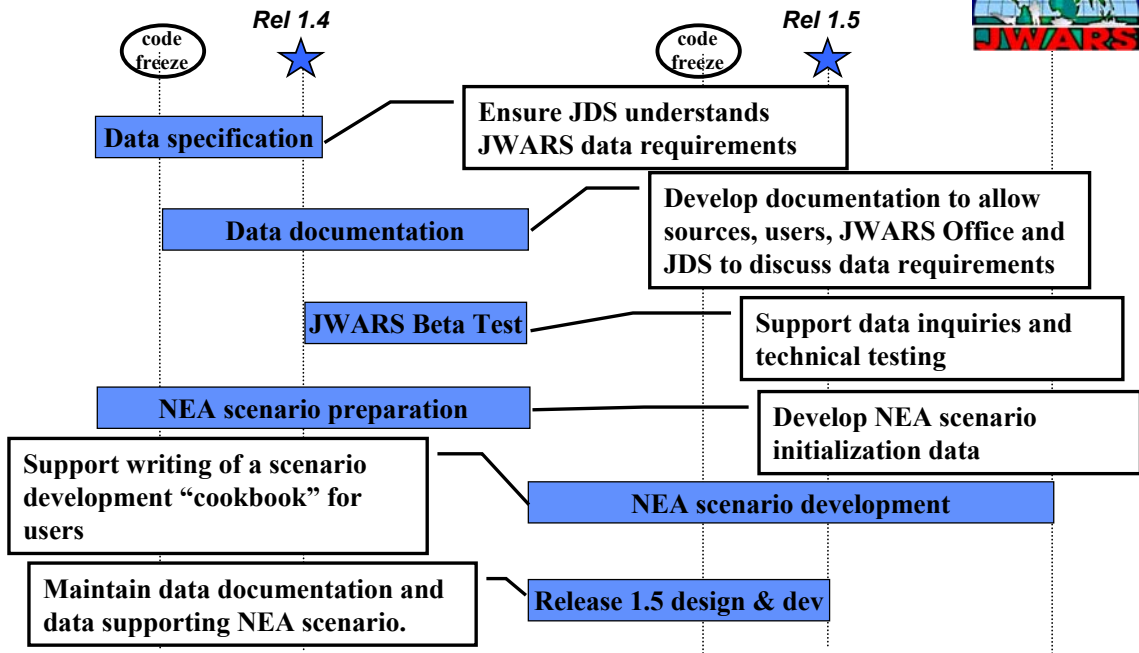 Rel 1.4
Rel 1.5
code
freeze
code
freeze
JWARS
Ensure JDS understands
JWARS data requirements
Data specification
Develop documentation to allow
sources, users, JWARS Office and
JDS to discuss data requirements
Data documentation
JWARS Beta Test
Support data inquiries and
technical testing
NEA scenario preparation
Develop NEA scenario
initialization data
Support writing of a scenario
development “cookbook” for
users
NEA scenario development
Maintain data documentation and
data supporting NEA scenario.
Release 1.5 design & dev